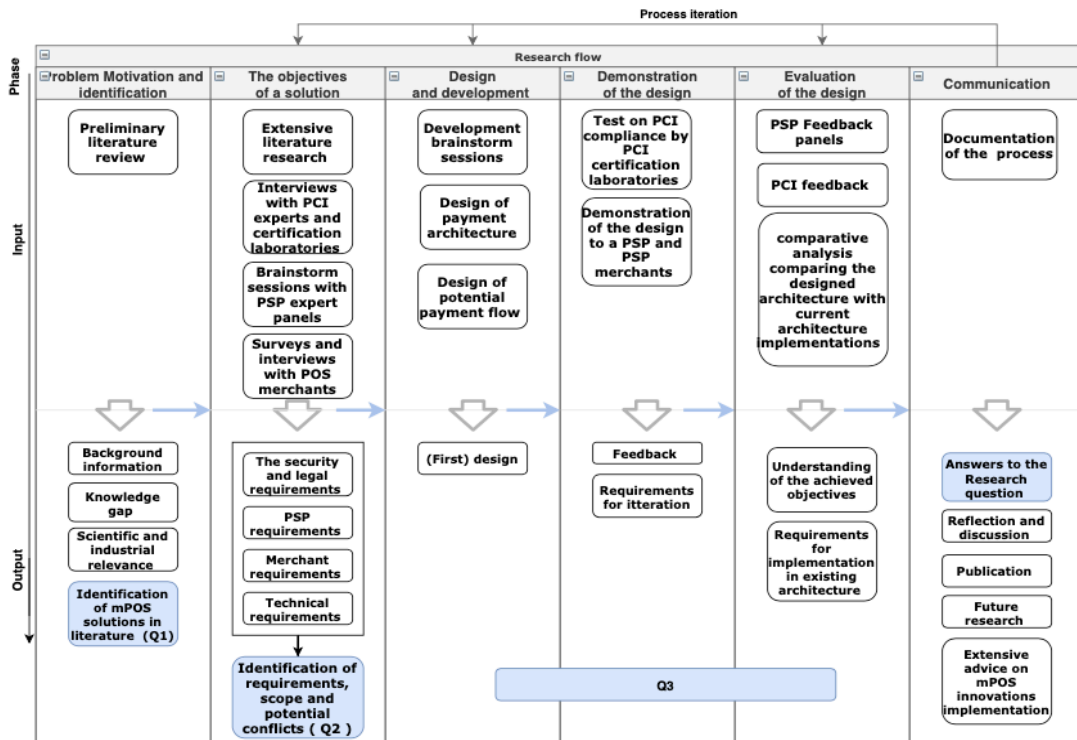 Process iteration
Research flow
Phase
Problem Motivation and
identification
The objectives
of a solution
Design
and development
Demonstration
of the design
Evaluation
of the design
Communication
Input
Preliminary
literature
review
Extensive
literature
research
Interviews
with PCI
experts and
certification
laboratories
Brainstorm
sessions with
PSP expert
panels
Surveys and
interviews
with POS
merchants
Development
brainstorm
sessions
Design of
payment
architecture
Design of
potential
payment flow
Test on PCI
compliance by
PCI
certification
laboratories
Demonstration
of the design
to a PSP and
PSP
merchants
PSP Feedback
panels
PCI feedback
comparative
analysis
comparing the
designed
architecture with
current
architecture
implementations
Documentation
of the process
Output
Background
information
Knowledge
gap
Scientific and
industrial
relevance
Identification
of mPOS
solutions in
literature (Q1)
The security
and legal
requirements
PSP
requirements
Merchant
requirements
Technical
requirements
Identification of
requirements,
scope and
potential
conflicts ( Q2 )
(First) design
Feedback
Requirements
for itteration
Understanding
of the achieved
objectives
Requirements
for
implementation
in existing
architecture
Q3
Answers to the
Research
question
Reflection and
discussion
Publication
Future
research
Extensive
advice on
mPOS
innovations
implementation